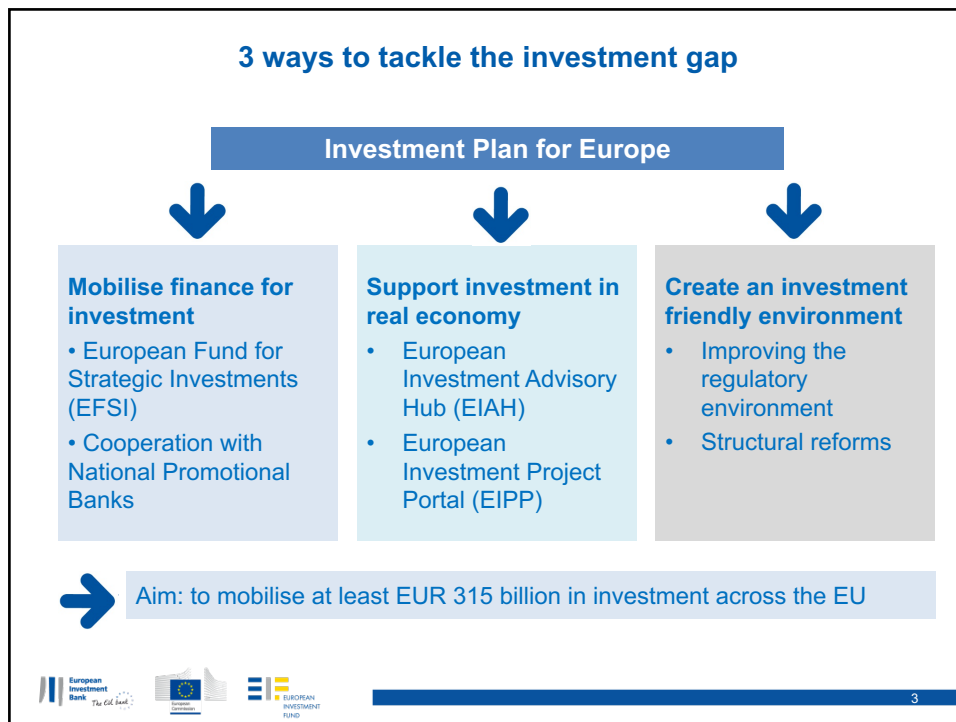 3 ways to tackle the investment gap
Investment Plan for Europe
Mobilise finance for
investment
• European Fund for
Strategic Investments
(EFSI)
• Cooperation with
National Promotional
Banks
Support investment in
real economy
• European
Investment Advisory
Hub (EIAH)
• European
Investment Project
Portal (EIPP)
Create an investment
friendly environment
• Improving the
regulatory
environment
• Structural reforms
Aim: to mobilise at least EUR 315 billion in investment across the EU
European
Investment
Bank
The EU bank
European
Commission
EIF
EUROPEAN
INVESTMENT
FUND
3